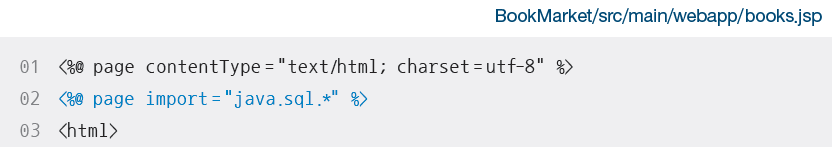 BookMarket/src/main/webapp/books.jsp
01 <%@ page contentType="text/html; charset=utf-8" %>
02 <%@ page import="java.sql.*" %>
03 <html>